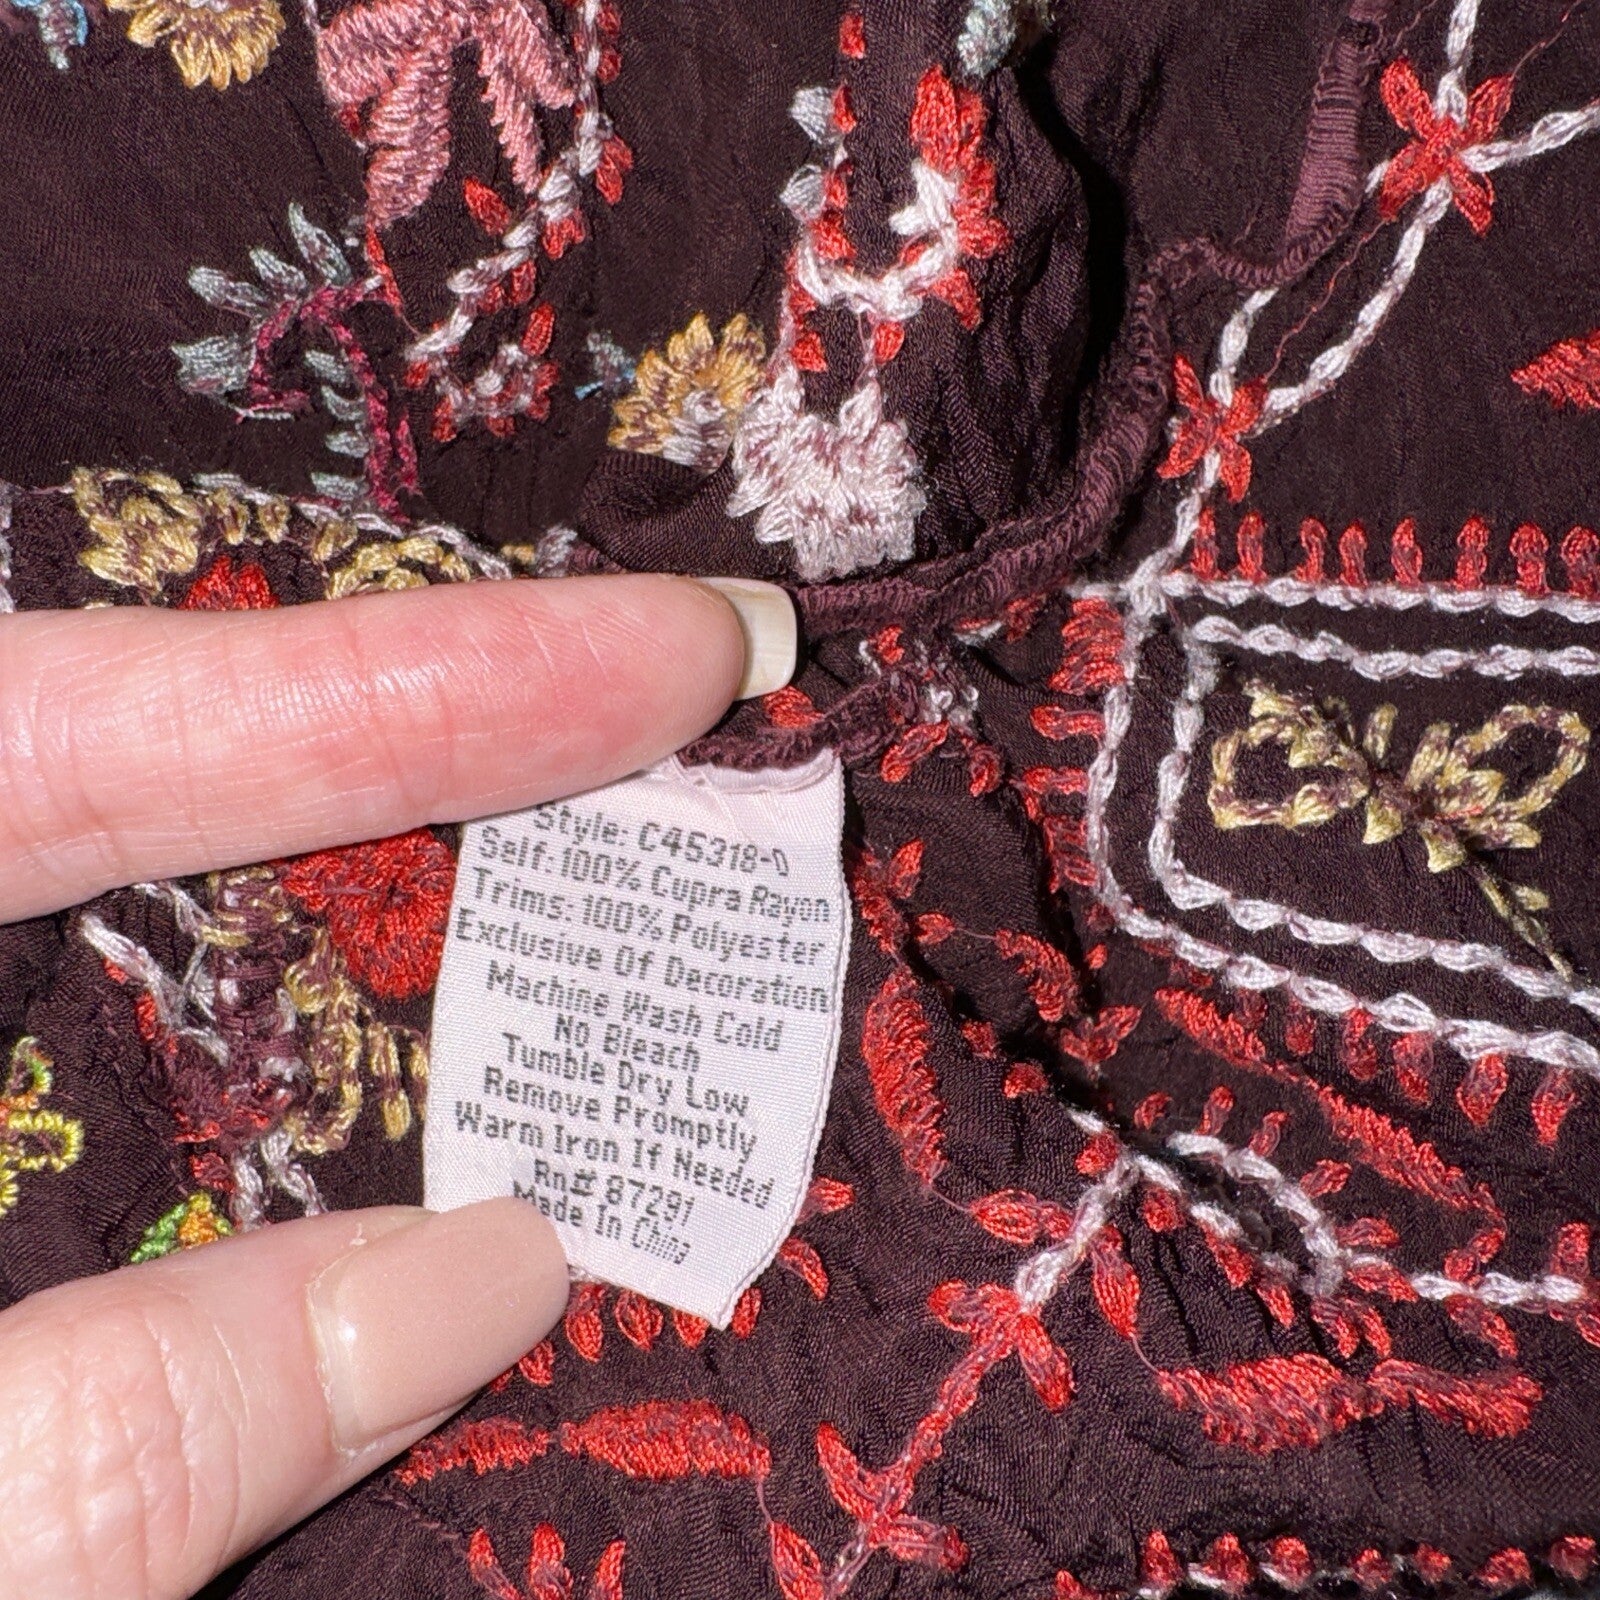 Style: C45318-D
Self: 100% Cupra Rayon
Trims: 100% Polyester
Exclusive Of Decoration
Machine Wash Cold
No Bleach
Tumble Dry Low
Remove Promptly
Warm Iron If Needed
Rn# 87291
Made In China